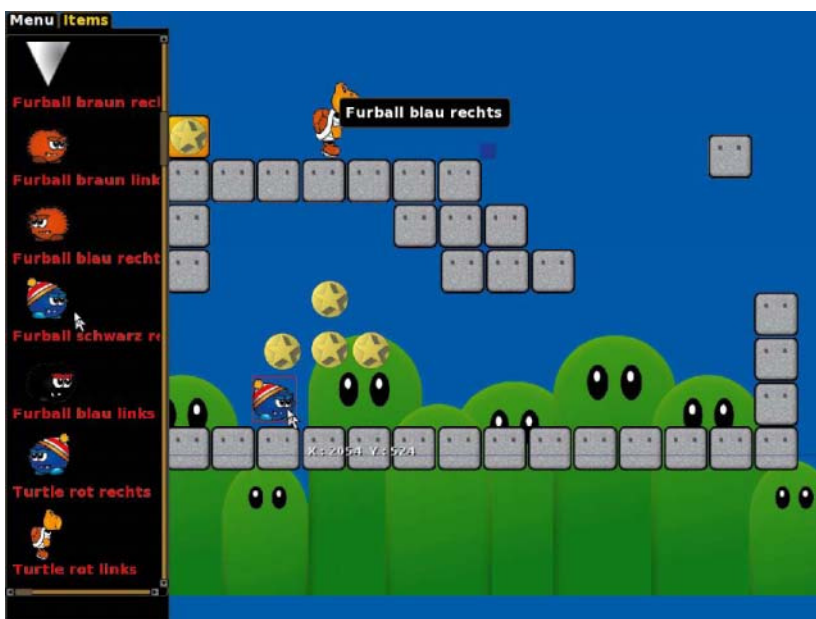 Menu Items
Furball braun recl
Furball blau rechts
Furball braun link
Furball blau recht
Furball schwarz re
Furball blau links
X:2054 Y:524
Turtle rot rechts
Turtle rot links